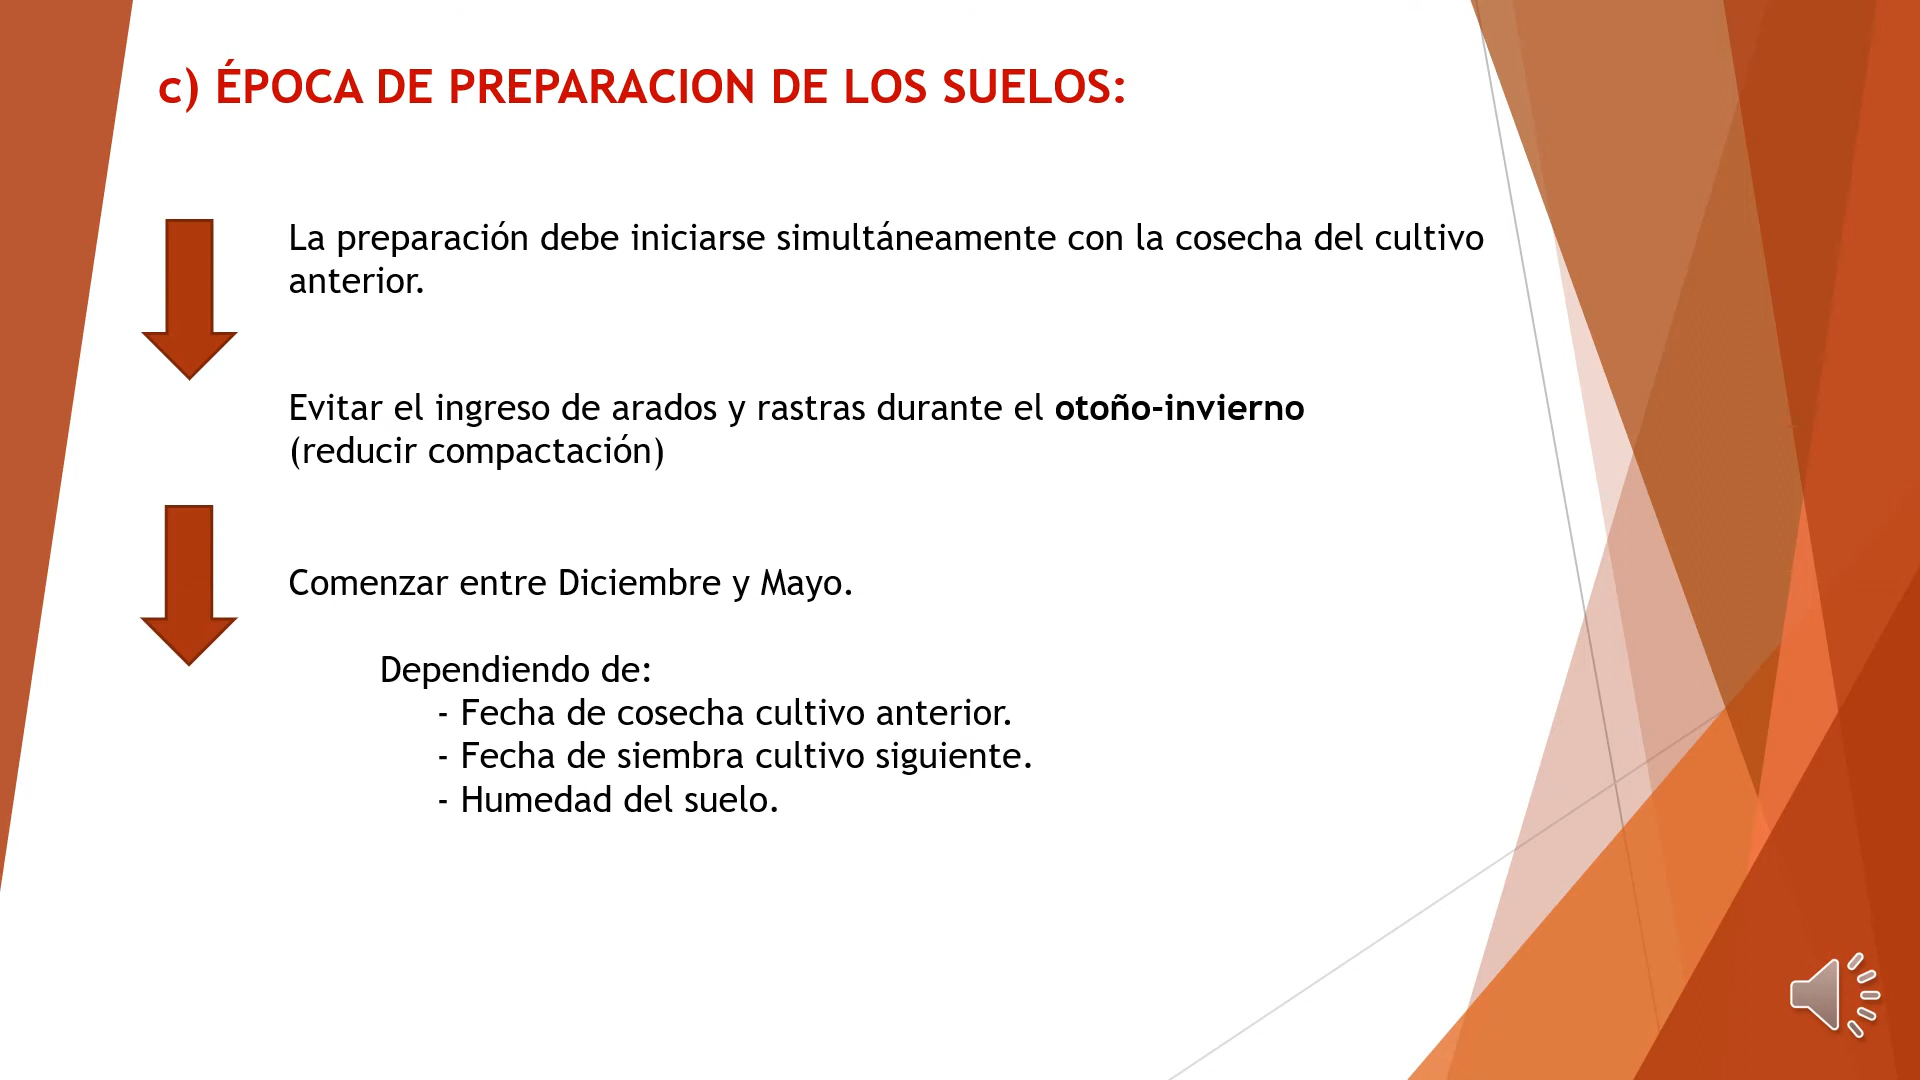 c) ÉPOCA DE PREPARACION DE LOS SUELOS:
La preparación debe iniciarse simultáneamente con la cosecha del cultivo
anterior.
Evitar el ingreso de arados y rastras durante el otoño-invierno
(reducir compactación)
Comenzar entre Diciembre y Mayo.
Dependiendo de:
- Fecha de cosecha cultivo anterior.
- Fecha de siembra cultivo siguiente.
- Humedad del suelo.